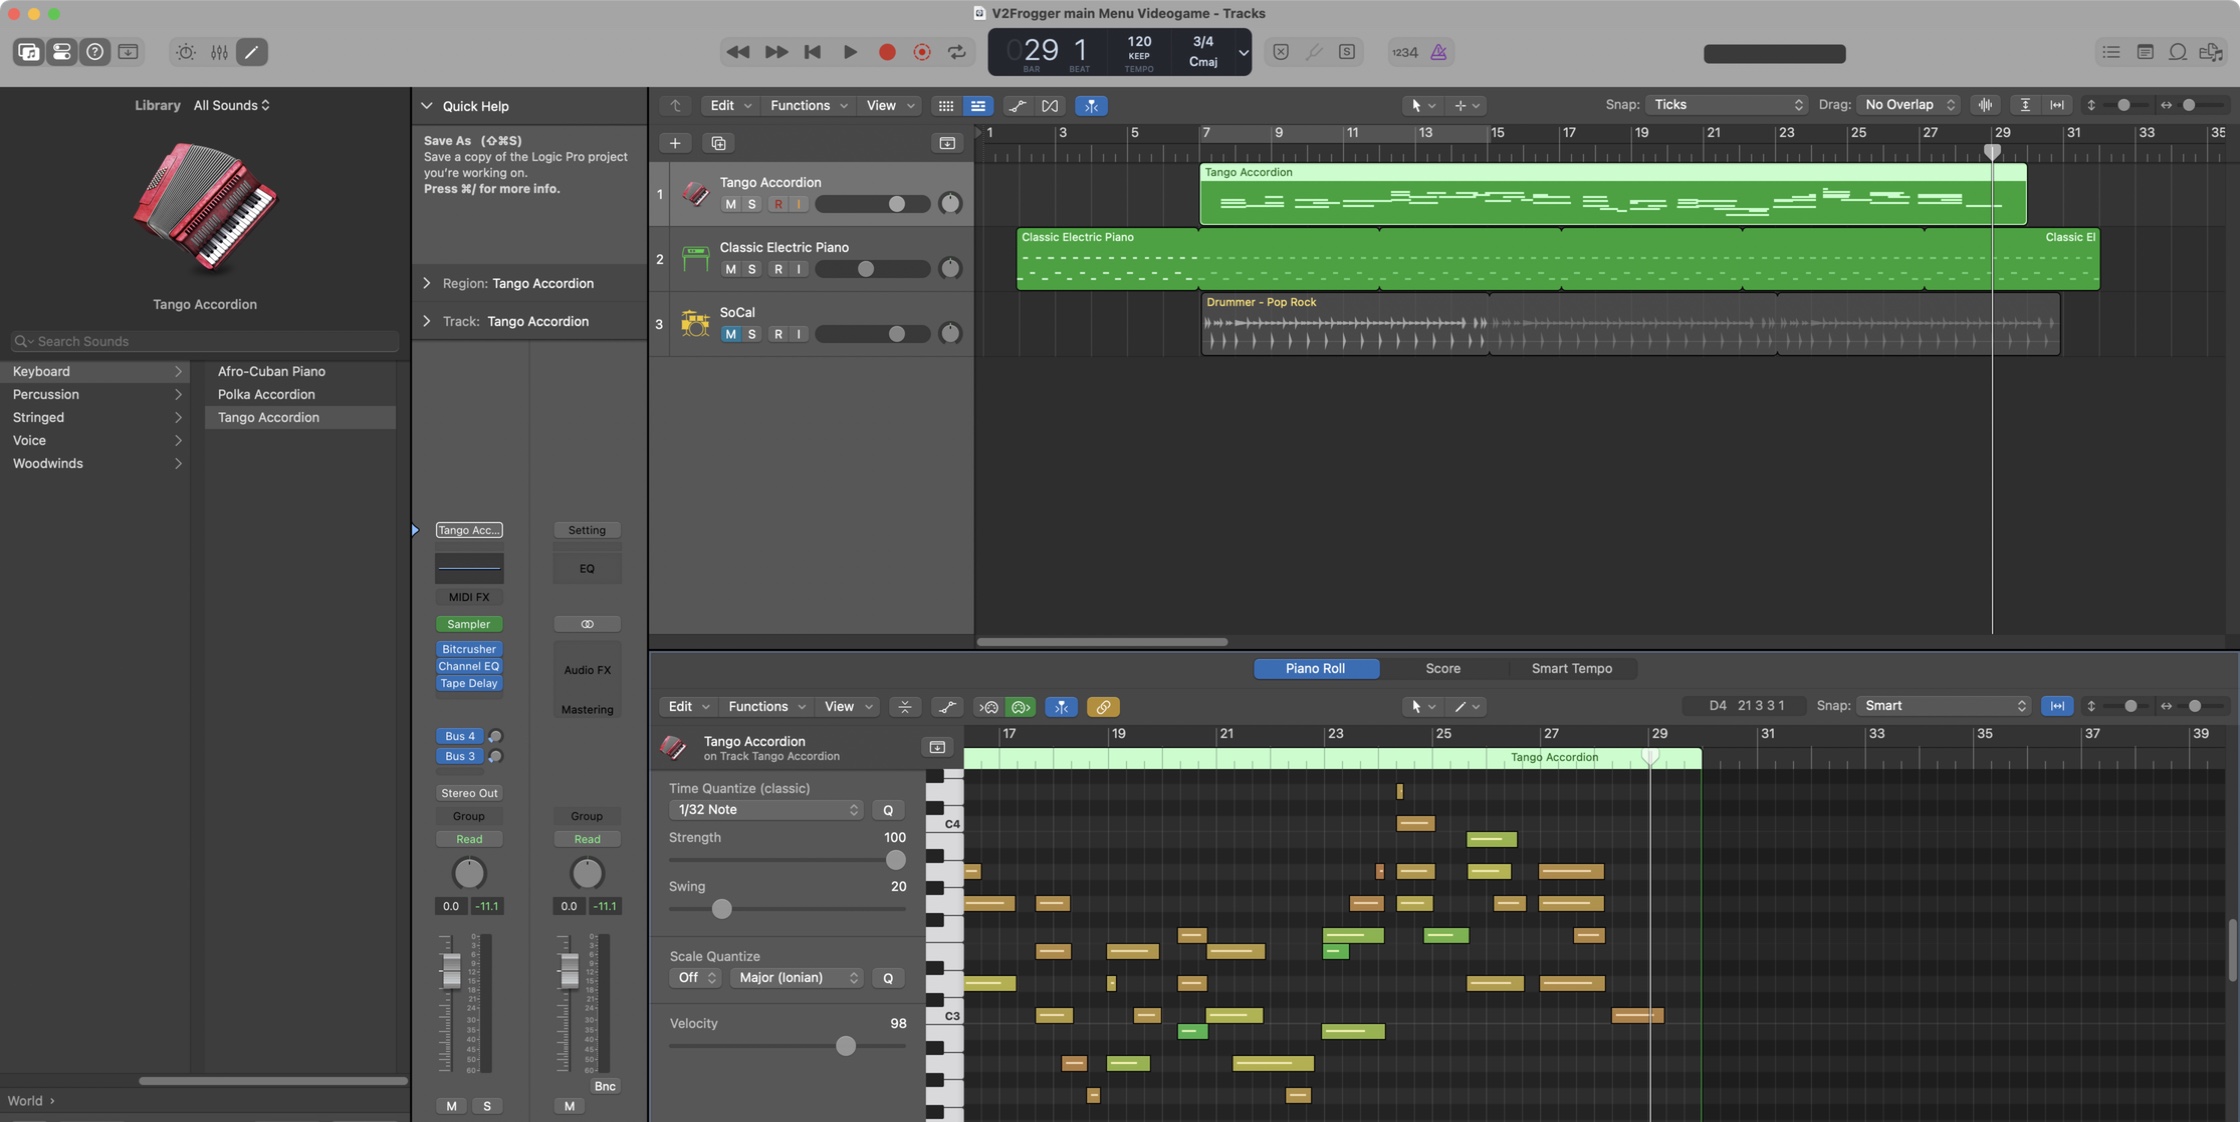 V2Frogger main Menu Videogame - Tracks
029 1
BAR BEAT
120
KEEP
TEMPO
3/4
Cmaj
1234
Library All Sounds
Tango Accordion
Search Sounds
Keyboard
Percussion
Stringed
Voice
Woodwinds
Afro-Cuban Piano
Polka Accordion
Tango Accordion
World
Quick Help
Save As (⇧⌘S)
Save a copy of the Logic Pro project
you're working on.
Press ⌘/ for more info.
Region: Tango Accordion
Track: Tango Accordion
Tango Acc...
Setting
EQ
MIDI FX
Sampler
Bitcrusher
Channel EQ
Tape Delay
Audio FX
Mastering
Bus 4
Bus 3
Stereo Out
Group Group
Read Read
0.0 -11.1 0.0 -11.1
Bnc
M S M
Edit Functions View
Snap: Ticks Drag: No Overlap
1 3 5 7 9 11 13 15 17 19 21 23 25 27 29 31 33 35
1 Tango Accordion
M S R I
2 Classic Electric Piano
M S R I
3 SoCal
M S R I
Tango Accordion
Classic Electric Piano Classic El
Drummer - Pop Rock
Piano Roll Score Smart Tempo
Edit Functions View
D4 21 3 3 1 Snap: Smart
Tango Accordion
on Track Tango Accordion
17 19 21 23 25 27 29 31 33 35 37 39
Tango Accordion
Time Quantize (classic)
1/32 Note Q
Strength 100
Swing 20
Scale Quantize
Off Major (Ionian) Q
Velocity 98
C4
C3